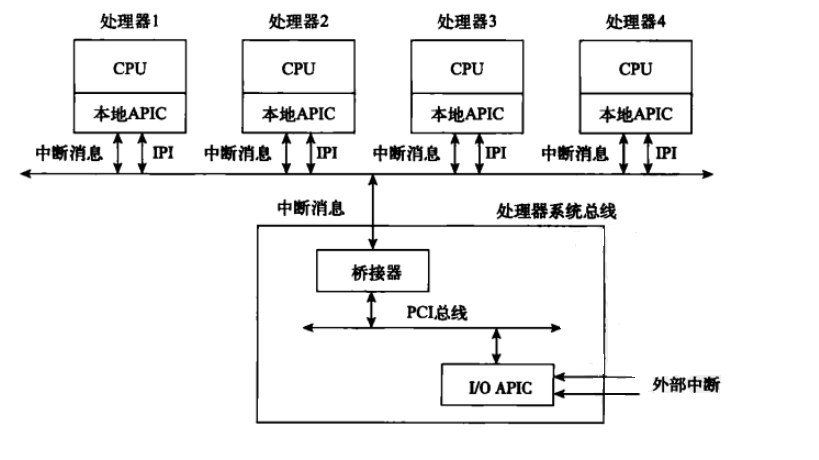 处理器1 处理器2 处理器3 处理器4
CPU CPU CPU CPU
本地APIC 本地APIC 本地APIC 本地APIC
中断消息 IPI 中断消息 IPI 中断消息 IPI 中断消息 IPI
中断消息 处理器系统总线
桥接器
PCI总线
I/O APIC 外部中断